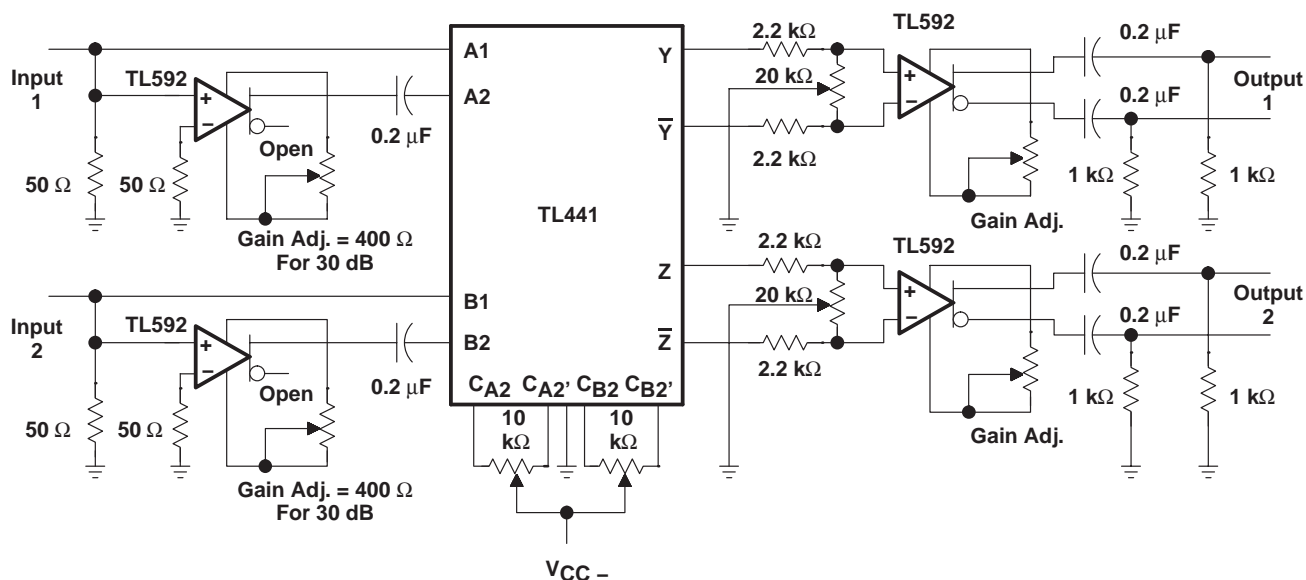 Input
1
TL592
+
−
50 Ω
50 Ω
Open
0.2 μF
Gain Adj. = 400 Ω
For 30 dB
A1
A2
Y
Y̅
TL441
2.2 kΩ
20 kΩ
2.2 kΩ
TL592
+
−
Gain Adj.
0.2 μF
0.2 μF
1 kΩ
1 kΩ
Output
1
Input
2
TL592
+
−
50 Ω
50 Ω
Open
0.2 μF
Gain Adj. = 400 Ω
For 30 dB
B1
B2
Z
Z̅
CA2
CA2'
CB2
CB2'
10
kΩ
10
kΩ
VCC –
2.2 kΩ
20 kΩ
2.2 kΩ
TL592
+
−
Gain Adj.
0.2 μF
0.2 μF
1 kΩ
1 kΩ
Output
2